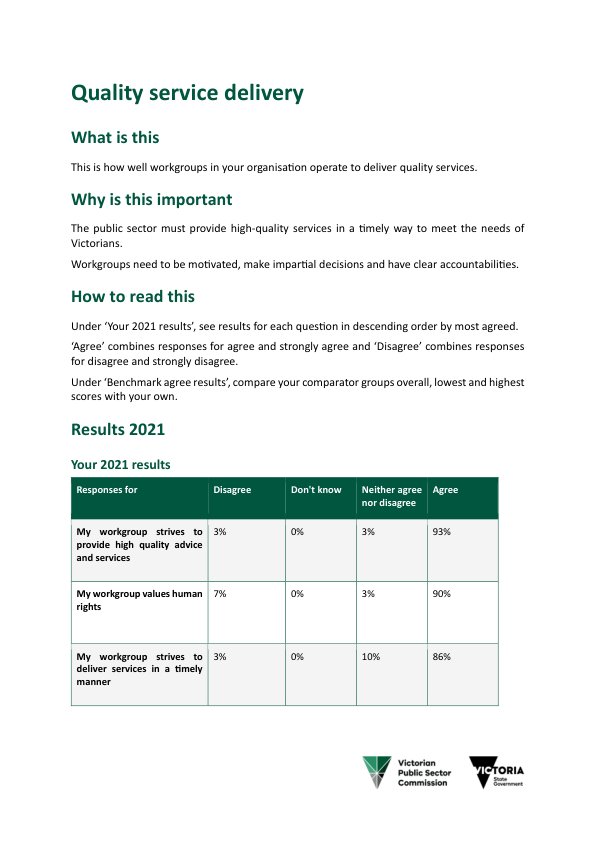 Quality service delivery
What is this
This is how well workgroups in your organisation operate to deliver quality services.
Why is this important
The public sector must provide high-quality services in a timely way to meet the needs of
Victorians.
Workgroups need to be motivated, make impartial decisions and have clear accountabilities.
How to read this
Under ‘Your 2021 results’, see results for each question in descending order by most agreed.
‘Agree’ combines responses for agree and strongly agree and ‘Disagree’ combines responses
for disagree and strongly disagree.
Under ‘Benchmark agree results’, compare your comparator groups overall, lowest and highest
scores with your own.
Results 2021
Your 2021 results
Responses for Disagree Don't know Neither agree Agree
nor disagree
My workgroup strives to 3% 0% 3% 93%
provide high quality advice
and services
My workgroup values human 7% 0% 3% 90%
rights
My workgroup strives to 3% 0% 10% 86%
deliver services in a timely
manner
Victorian
Public Sector
Commission
VICTORIA
State
Government